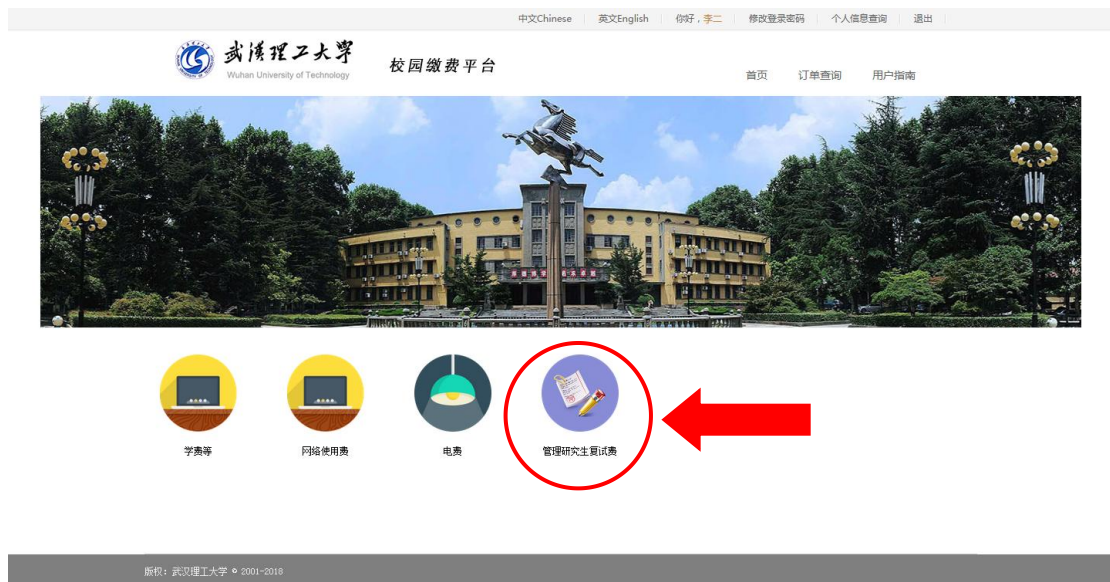 中文Chinese 英文English 你好，李二 修改登录密码 个人信息查询 退出
武漢理工大學
Wuhan University of Technology
校园缴费平台
首页 订单查询 用户指南
学费等 网络使用费 电费 管理研究生复试费
版权：武汉理工大学 © 2001-2018